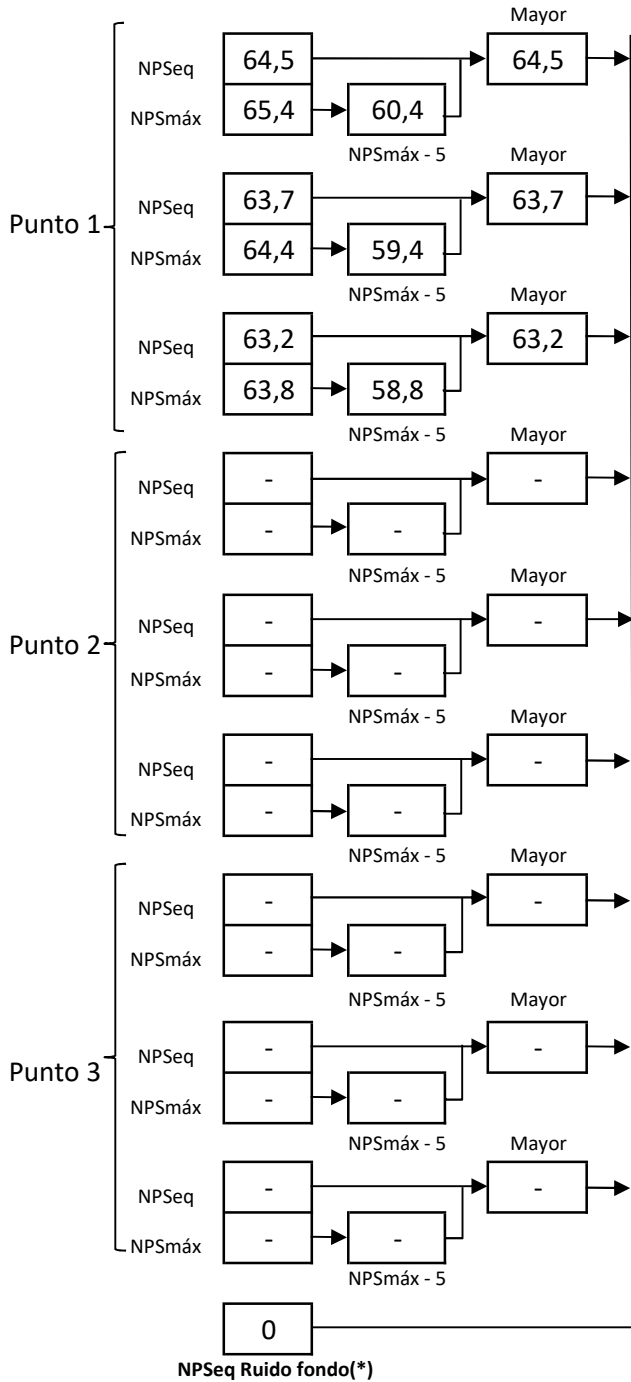 Mayor
NPSeq 64,5 64,5
NPSmáx 65,4 60,4
NPSmáx - 5 Mayor
NPSeq 63,7 63,7
Punto 1
NPSmáx 64,4 59,4
NPSmáx - 5 Mayor
NPSeq 63,2 63,2
NPSmáx 63,8 58,8
NPSmáx - 5 Mayor
NPSeq - -
NPSmáx - -
NPSmáx - 5 Mayor
NPSeq - -
Punto 2
NPSmáx - -
NPSmáx - 5 Mayor
NPSeq - -
NPSmáx - -
NPSmáx - 5 Mayor
NPSeq - -
NPSmáx - -
NPSmáx - 5 Mayor
NPSeq - -
Punto 3
NPSmáx - -
NPSmáx - 5 Mayor
NPSeq - -
NPSmáx - -
NPSmáx - 5
0
NPSeq Ruido fondo(*)